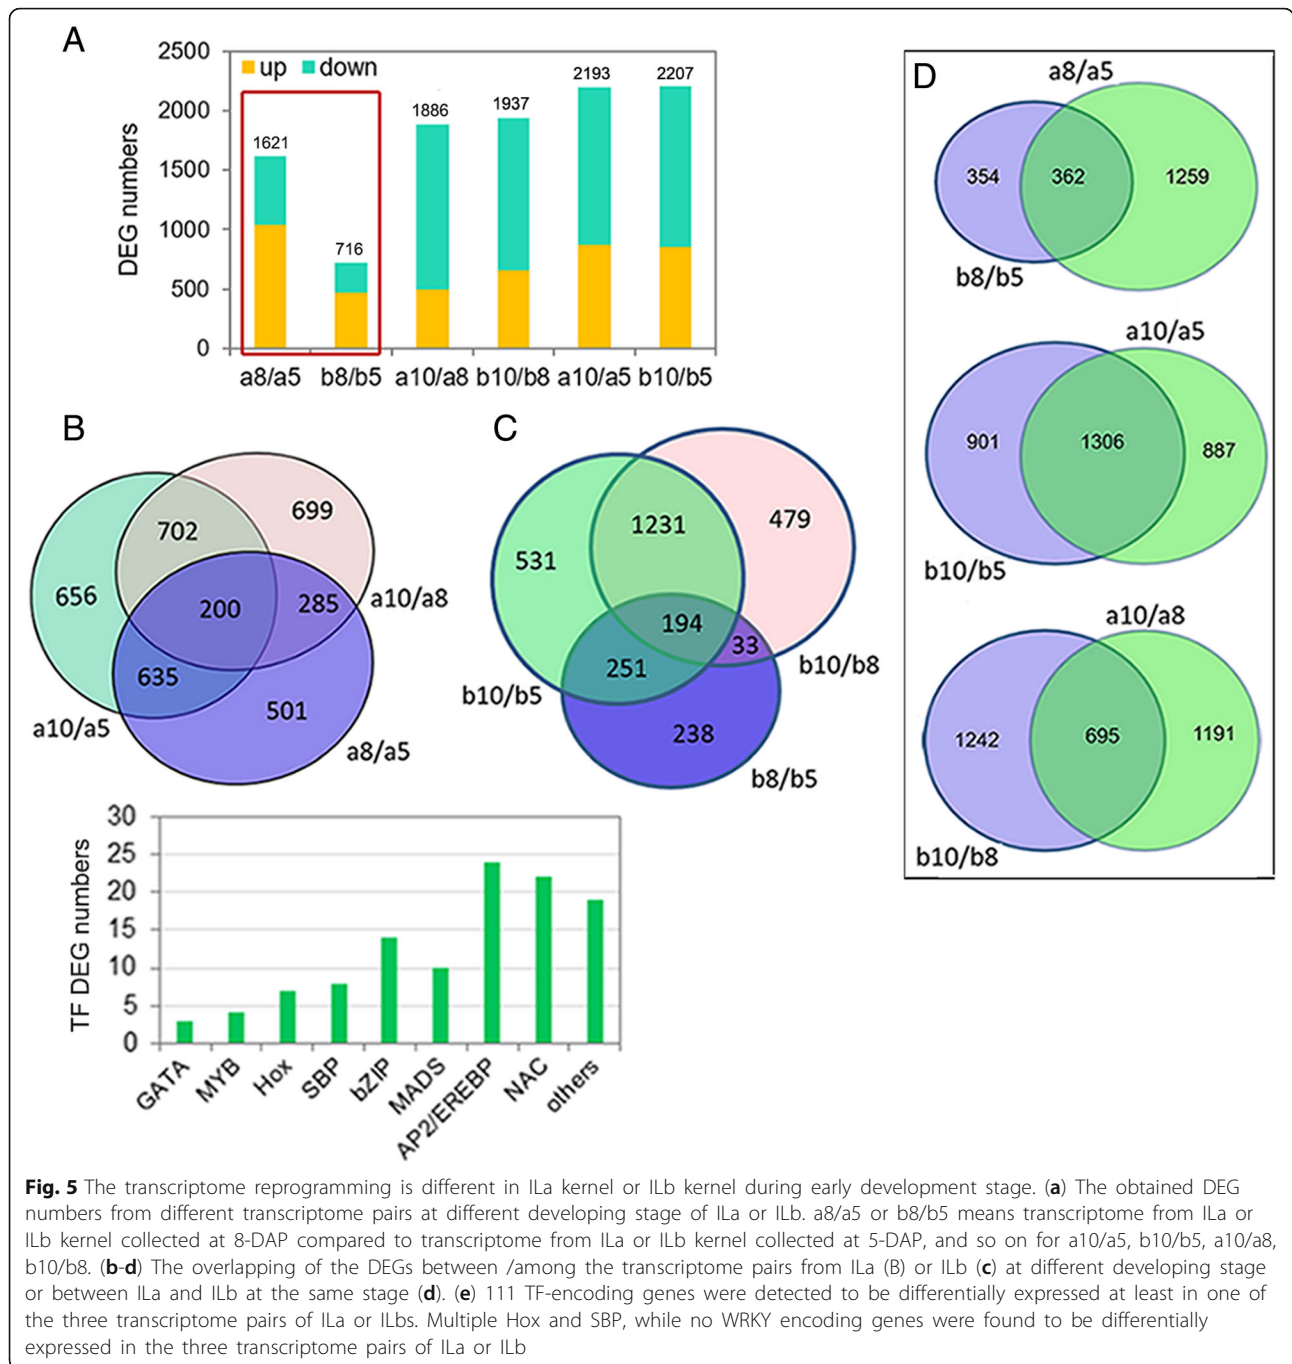 A
2500
2000
1500
1000
500
0
DEG numbers
up down
1621
716
1886
1937
2193
2207
a8/a5 b8/b5 a10/a8 b10/b8 a10/a5 b10/b5
B
702
699
656
200
285
635
501
a10/a8
a10/a5
a8/a5
C
1231
479
531
194
33
251
238
b10/b5
b10/b8
b8/b5
D
a8/a5
354
362
1259
b8/b5
a10/a5
901
1306
887
b10/b5
a10/a8
1242
695
1191
b10/b8
30
25
20
15
10
5
0
TF DEG numbers
GATA
MYB
Hox
SBP
bZIP
MADS
AP2/EREBP
NAC
others
Fig. 5 The transcriptome reprogramming is different in ILa kernel or ILb kernel during early development stage. (a) The obtained DEG
numbers from different transcriptome pairs at different developing stage of ILa or ILb. a8/a5 or b8/b5 means transcriptome from ILa or
ILb kernel collected at 8-DAP compared to transcriptome from ILa or ILb kernel collected at 5-DAP, and so on for a10/a5, b10/b5, a10/a8,
b10/b8. (b-d) The overlapping of the DEGs between /among the transcriptome pairs from ILa (B) or ILb (c) at different developing stage
or between ILa and ILb at the same stage (d). (e) 111 TF-encoding genes were detected to be differentially expressed at least in one of
the three transcriptome pairs of ILa or ILbs. Multiple Hox and SBP, while no WRKY encoding genes were found to be differentially
expressed in the three transcriptome pairs of ILa or ILb